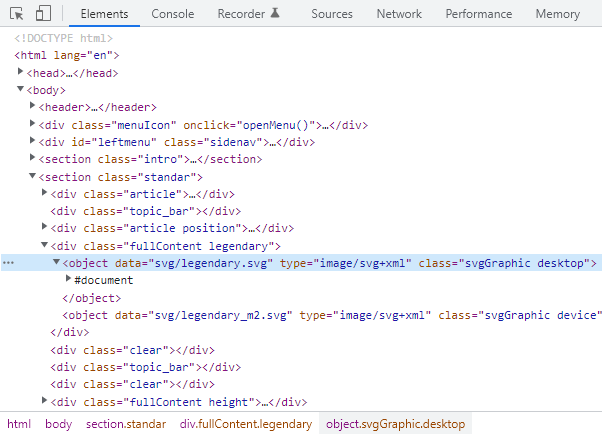 Elements Console Recorder Sources Network Performance Memory
<!DOCTYPE html>
<html lang="en">
<head>…</head>
<body>
<header>…</header>
<div class="menuIcon" onclick="openMenu()">…</div>
<div id="leftmenu" class="sidenav">…</div>
<section class="intro">…</section>
<section class="standar">
<div class="article">…</div>
<div class="topic_bar"></div>
<div class="article position">…</div>
<div class="fullContent legendary">
… <object data="svg/legendary.svg" type="image/svg+xml" class="svgGraphic desktop">
#document
</object>
<object data="svg/legendary_m2.svg" type="image/svg+xml" class="svgGraphic device"
</div>
<div class="clear"></div>
<div class="topic_bar"></div>
<div class="clear"></div>
<div class="fullContent height">…</div>
html body section.standar div.fullContent.legendary object.svgGraphic.desktop